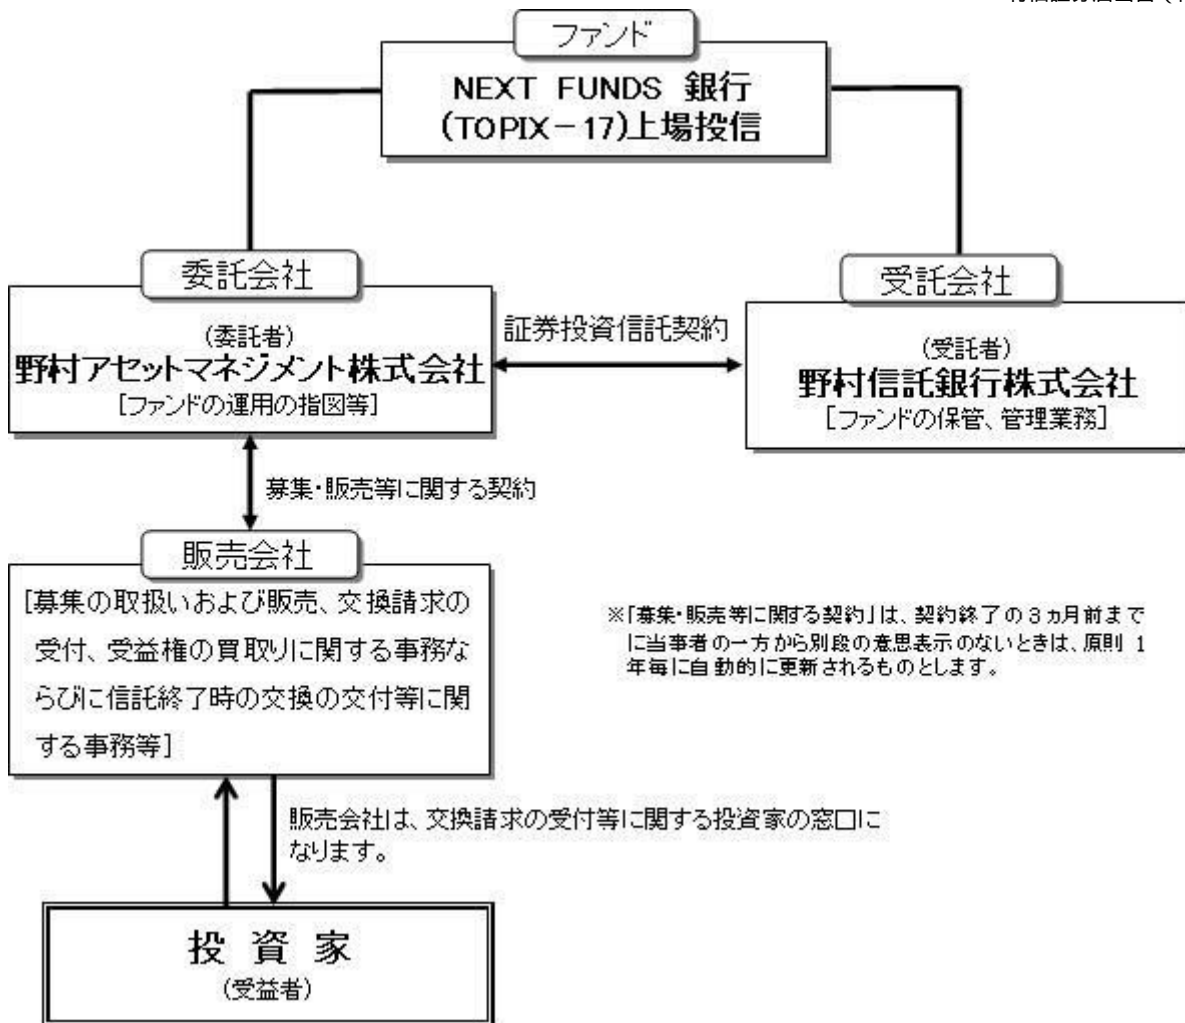 ファンド
NEXT FUNDS 銀行
(TOPIX-17)上場投信
委託会社
(委託者)
野村アセットマネジメント株式会社
[ファンドの運用の指図等]
証券投資信託契約
受託会社
(受託者)
野村信託銀行株式会社
[ファンドの保管、管理業務]
募集・販売等に関する契約
販売会社
[募集の取扱いおよび販売、交換請求の
受付、受益権の買取りに関する事務な
らびに信託終了時の交換の交付等に関
する事務等]
※「募集・販売等に関する契約」は、契約終了の3ヵ月前まで
に当事者の一方から別段の意思表示のないときは、原則 1
年毎に自動的に更新されるものとします。
販売会社は、交換請求の受付等に関する投資家の窓口に
なります。
投 資 家
(受益者)